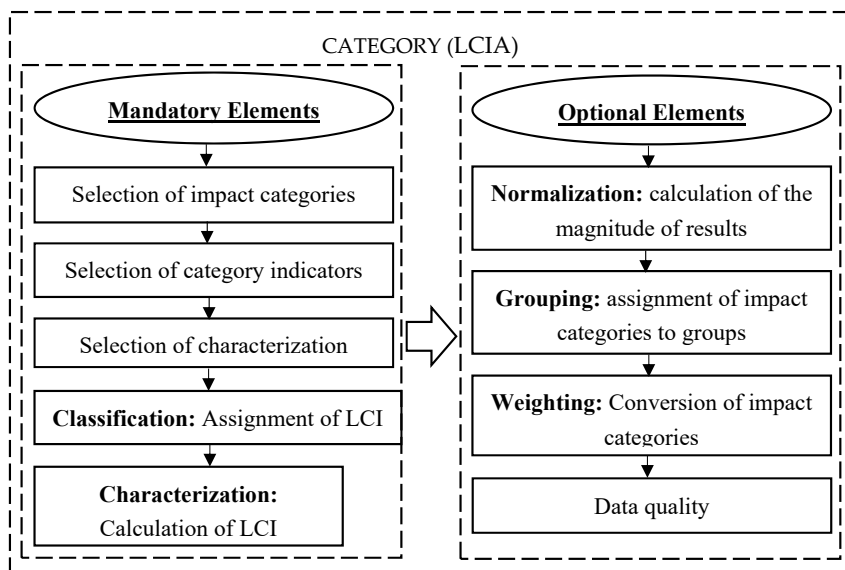 CATEGORY (LCIA)
Mandatory Elements
Selection of impact categories
Selection of category indicators
Selection of characterization
Classification: Assignment of LCI
Characterization:
Calculation of LCI
Optional Elements
Normalization: calculation of the
magnitude of results
Grouping: assignment of impact
categories to groups
Weighting: Conversion of impact
categories
Data quality